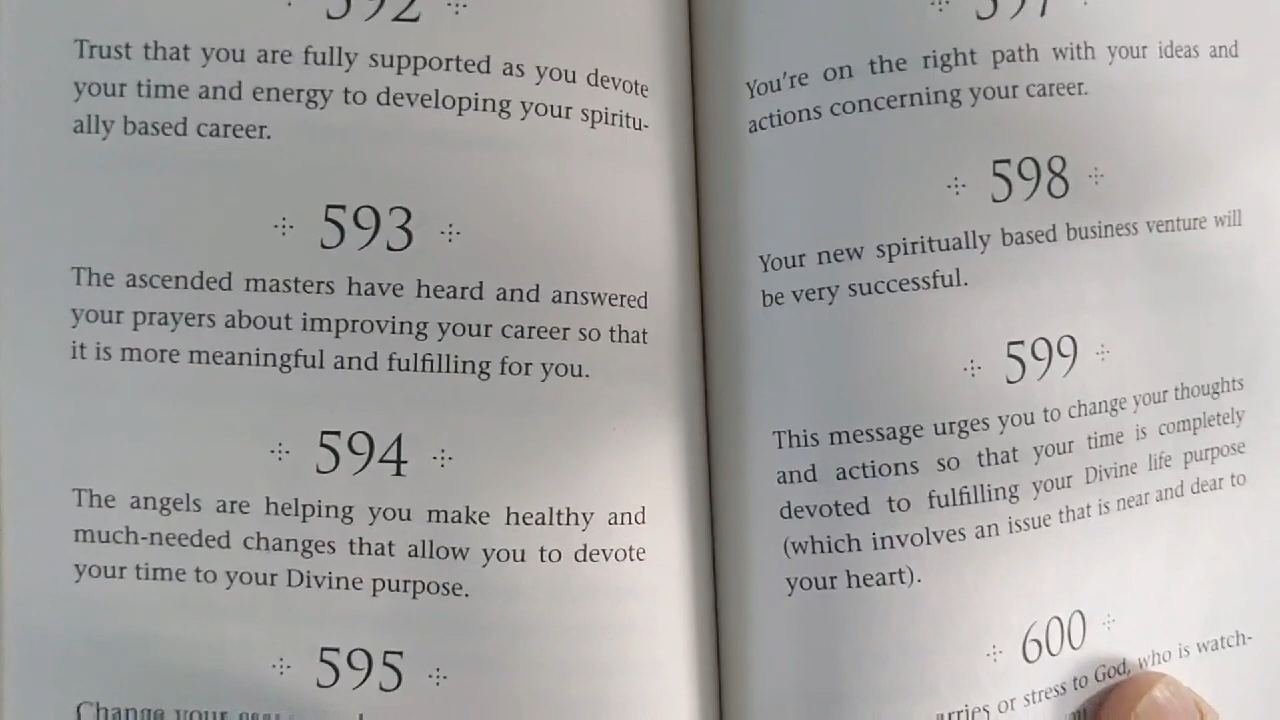 592
Trust that you are fully supported as you devote
your time and energy to developing your spiritu-
ally based career.
593
The ascended masters have heard and answered
your prayers about improving your career so that
it is more meaningful and fulfilling for you.
594
The angels are helping you make healthy and
much-needed changes that allow you to devote
your time to your Divine purpose.
595
Change your
597
You're on the right path with your ideas and
actions concerning your career.
598
Your new spiritually based business venture will
be very successful.
599
This message urges you to change your thoughts
and actions so that your time is completely
devoted to fulfilling your Divine life purpose
(which involves an issue that is near and dear to
your heart).
600
or stress to God, who is watch-